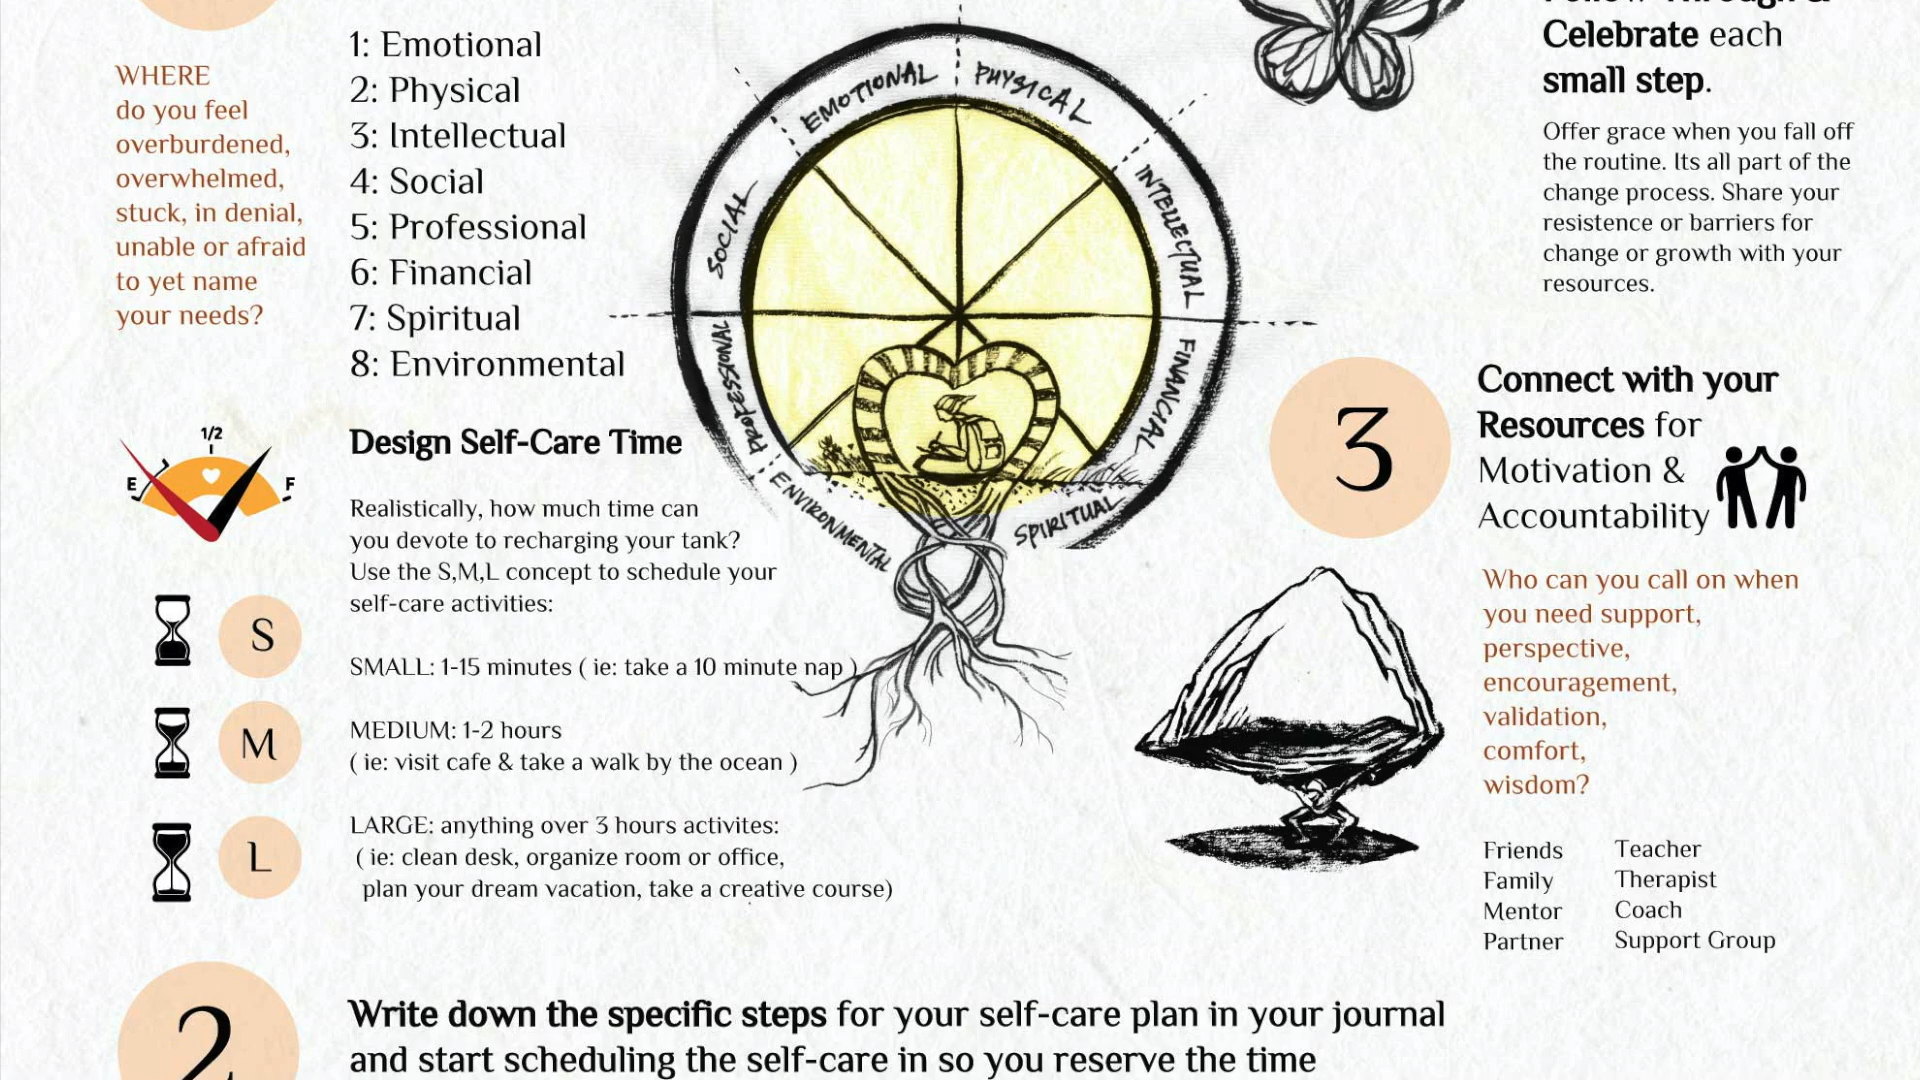 WHERE
do you feel
overburdened,
overwhelmed,
stuck, in denial,
unable or afraid
to yet name
your needs?
1: Emotional
2: Physical
3: Intellectual
4: Social
5: Professional
6: Financial
7: Spiritual
8: Environmental
EMOTIONAL
PHYSICAL
INTELLECTUAL
FINANCIAL
SPIRITUAL
ENVIRONMENTAL
PROFESSIONAL
SOCIAL
1/2
E
F
Design Self-Care Time
Realistically, how much time can
you devote to recharging your tank?
Use the S,M,L concept to schedule your
self-care activities:
S
SMALL: 1-15 minutes ( ie: take a 10 minute nap )
M
MEDIUM: 1-2 hours
( ie: visit cafe & take a walk by the ocean )
L
LARGE: anything over 3 hours activites:
( ie: clean desk, organize room or office,
plan your dream vacation, take a creative course)
2
Write down the specific steps for your self-care plan in your journal
and start scheduling the self-care in so you reserve the time
3
Connect with your
Resources for
Motivation &
Accountability
Who can you call on when
you need support,
perspective,
encouragement,
validation,
comfort,
wisdom?
Friends
Family
Mentor
Partner
Teacher
Therapist
Coach
Support Group
Follow Through &
Celebrate each
small step.
Offer grace when you fall off
the routine. Its all part of the
change process. Share your
resistence or barriers for
change or growth with your
resources.